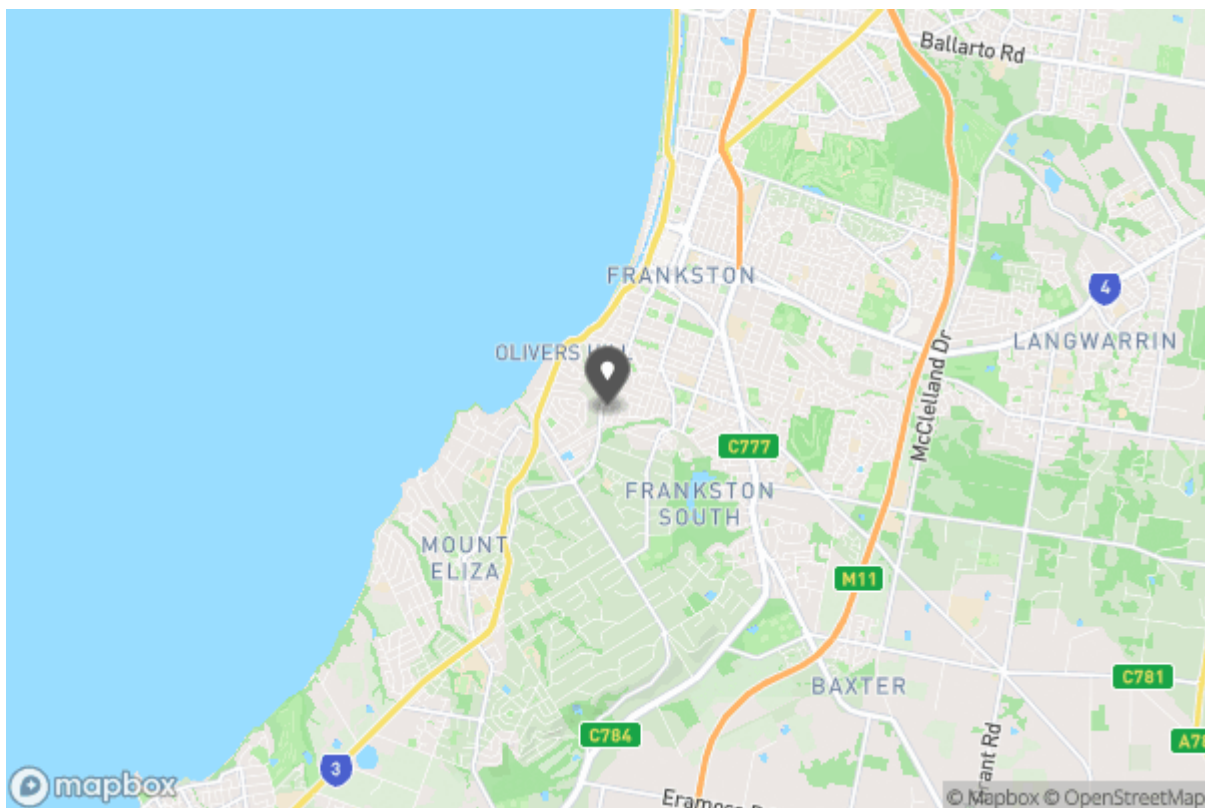 Ballarto Rd
FRANKSTON
4
OLIVERS
LANGWARRIN
McClelland Dr
C777
FRANKSTON
SOUTH
MOUNT
ELIZA
M11
BAXTER
C781
C784
3
mapbox
© Mapbox © OpenStreetMap